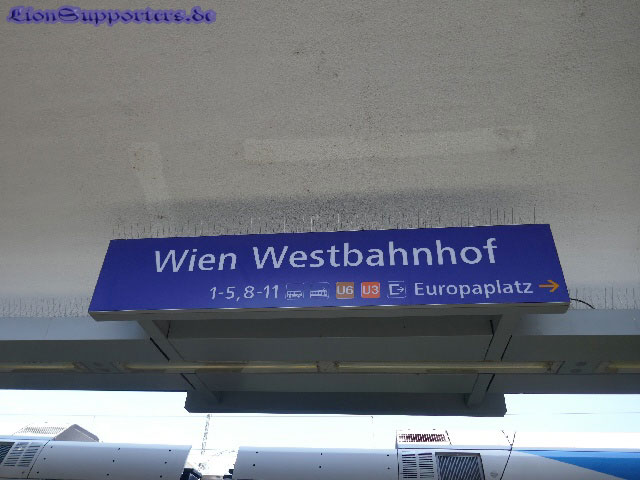 LionSupporters.de
Wien Westbahnhof
1-5, 8-11 U6 U3 Europaplatz →